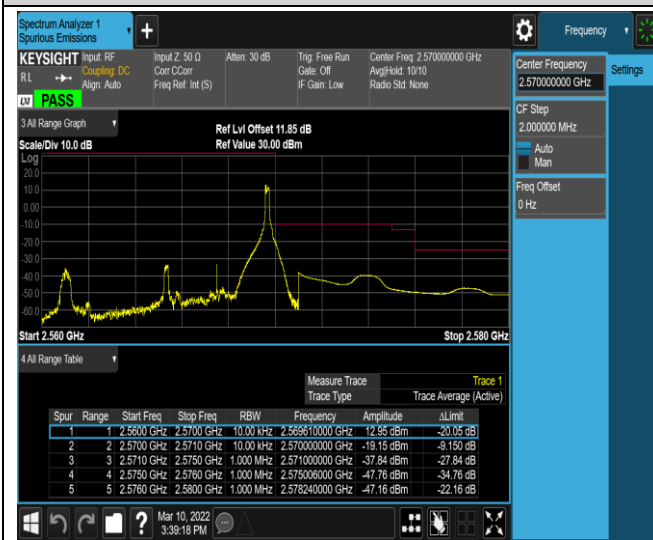 Spectrum Analyzer 1
Spurious Emissions
Frequency
KEYSIGHT Input: RF Input Z: 50 Ω Atten: 30 dB Trig: Free Run Center Freq: 2.570000000 GHz
RL Coupling: DC Corr CCorr Gate: Off Avg|Hold: 10/10
Align: Auto Freq Ref: Int (S) IF Gain: Low Radio Std: None
LXI PASS
Center Frequency
2.570000000 GHz
Settings
CF Step
2.000000 MHz
Auto
Man
Freq Offset
0 Hz
3 All Range Graph
Ref Lvl Offset 11.85 dB
Scale/Div 10.0 dB Ref Value 30.00 dBm
Log
20.0
10.0
0.00
-10.0
-20.0
-30.0
-40.0
-50.0
-60.0
Start 2.560 GHz Stop 2.580 GHz
4 All Range Table
Measure Trace Trace 1
Trace Type Trace Average (Active)
Spur Range Start Freq Stop Freq RBW Frequency Amplitude ΔLimit
1 1 2.5600 GHz 2.5700 GHz 10.00 kHz 2.569610000 GHz 12.95 dBm -20.05 dB
2 2 2.5700 GHz 2.5710 GHz 10.00 kHz 2.570000000 GHz -19.15 dBm -9.150 dB
3 3 2.5710 GHz 2.5750 GHz 1.000 MHz 2.571000000 GHz -37.84 dBm -27.84 dB
4 4 2.5750 GHz 2.5760 GHz 1.000 MHz 2.575006000 GHz -47.76 dBm -34.76 dB
5 5 2.5760 GHz 2.5800 GHz 1.000 MHz 2.578240000 GHz -47.16 dBm -22.16 dB
Mar 10, 2022
3:39:18 PM